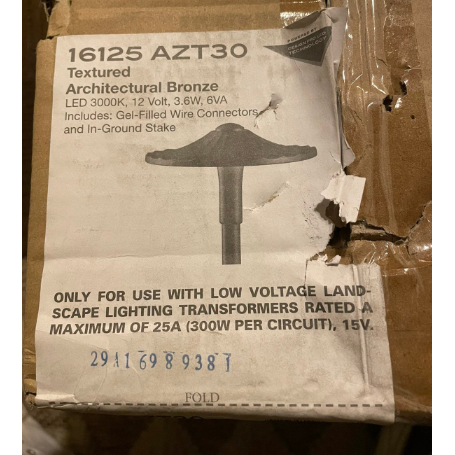 16125 AZT30
Textured
Architectural Bronze
LED 3000K, 12 Volt, 3.6W, 6VA
Includes: Gel-Filled Wire Connectors
and In-Ground Stake
ONLY FOR USE WITH LOW VOLTAGE LAND-
SCAPE LIGHTING TRANSFORMERS RATED A
MAXIMUM OF 25A (300W PER CIRCUIT), 15V.
FOLD